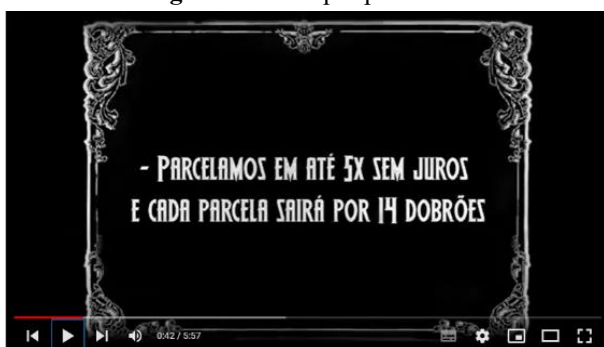 - Parcelamos em até 5x sem juros
e cada parcela sairá por 14 dobrões
0:42 / 5:57